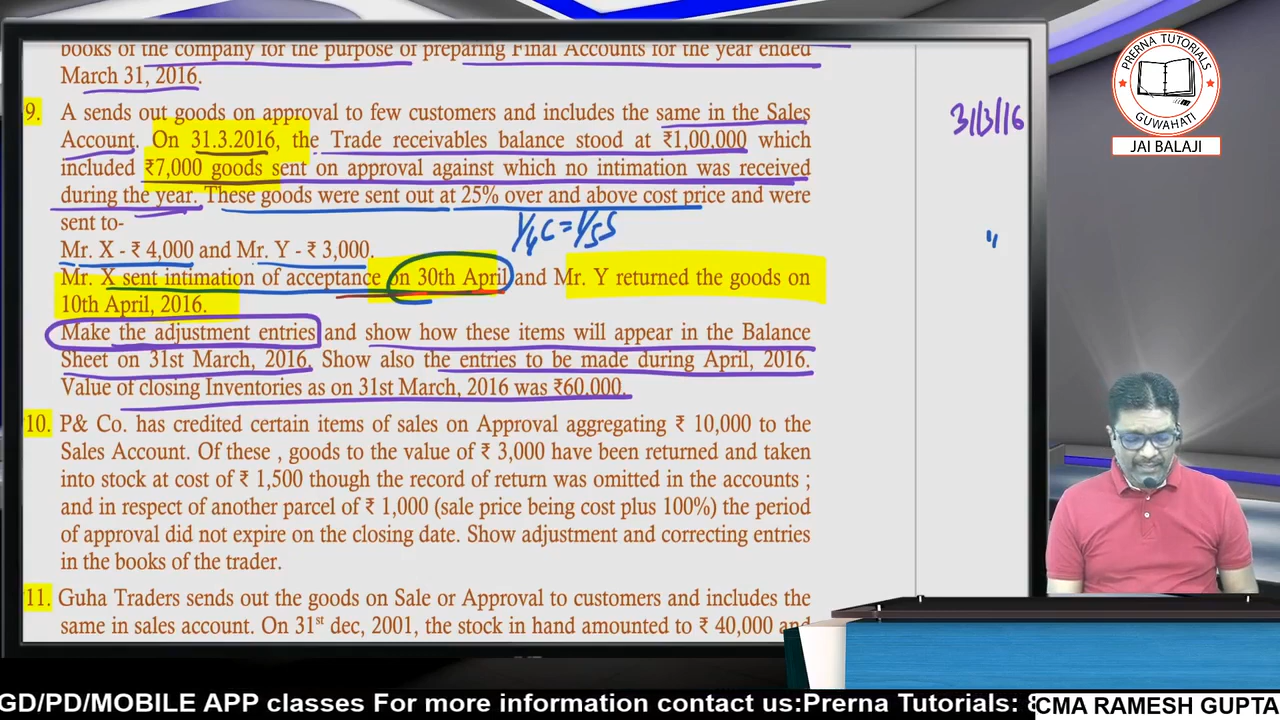 books of the company for the purpose of preparing Final Accounts for the year ended
March 31, 2016.
9. A sends out goods on approval to few customers and includes the same in the Sales
Account. On 31.3.2016, the Trade receivables balance stood at ₹1,00,000 which
included ₹7,000 goods sent on approval against which no intimation was received
during the year. These goods were sent out at 25% over and above cost price and were
sent to-
1/4 C = 1/5 S
Mr. X - ₹ 4,000 and Mr. Y - ₹ 3,000.
Mr. X sent intimation of acceptance on 30th April and Mr. Y returned the goods on
10th April, 2016.
Make the adjustment entries and show how these items will appear in the Balance
Sheet on 31st March, 2016. Show also the entries to be made during April, 2016.
Value of closing Inventories as on 31st March, 2016 was ₹60,000.
10. P& Co. has credited certain items of sales on Approval aggregating ₹ 10,000 to the
Sales Account. Of these , goods to the value of ₹ 3,000 have been returned and taken
into stock at cost of ₹ 1,500 though the record of return was omitted in the accounts ;
and in respect of another parcel of ₹ 1,000 (sale price being cost plus 100%) the period
of approval did not expire on the closing date. Show adjustment and correcting entries
in the books of the trader.
11. Guha Traders sends out the goods on Sale or Approval to customers and includes the
same in sales account. On 31st dec, 2001, the stock in hand amounted to ₹ 40,000 and
31/3/16
"
PRERNA TUTORIALS
GUWAHATI
JAI BALAJI
GD/PD/MOBILE APP classes For more information contact us:Prerna Tutorials: 8
CMA RAMESH GUPTA